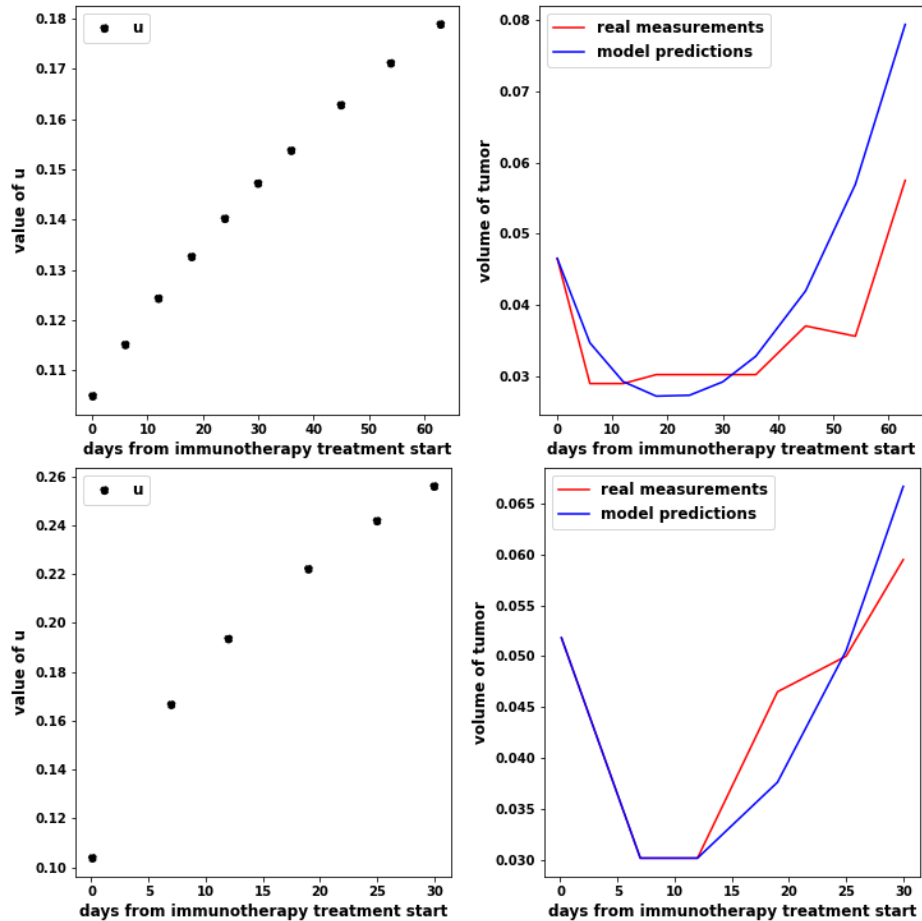 u
value of u
0.18
0.17
0.16
0.15
0.14
0.13
0.12
0.11
0 10 20 30 40 50 60
days from immunotherapy treatment start
real measurements
model predictions
volume of tumor
0.08
0.07
0.06
0.05
0.04
0.03
0 10 20 30 40 50 60
days from immunotherapy treatment start
u
value of u
0.26
0.24
0.22
0.20
0.18
0.16
0.14
0.12
0.10
0 5 10 15 20 25 30
days from immunotherapy treatment start
real measurements
model predictions
volume of tumor
0.065
0.060
0.055
0.050
0.045
0.040
0.035
0.030
0 5 10 15 20 25 30
days from immunotherapy treatment start